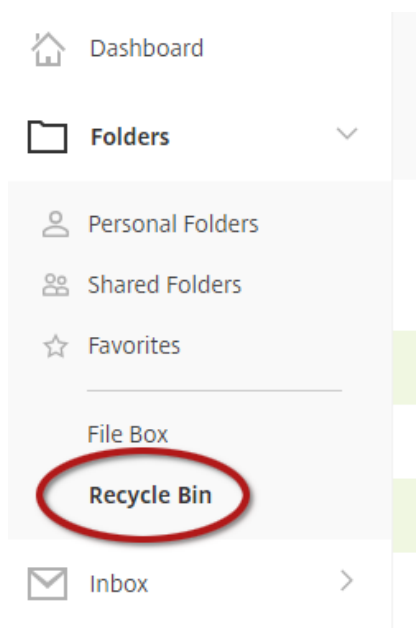 Dashboard
Folders
Personal Folders
Shared Folders
Favorites
File Box
Recycle Bin
Inbox